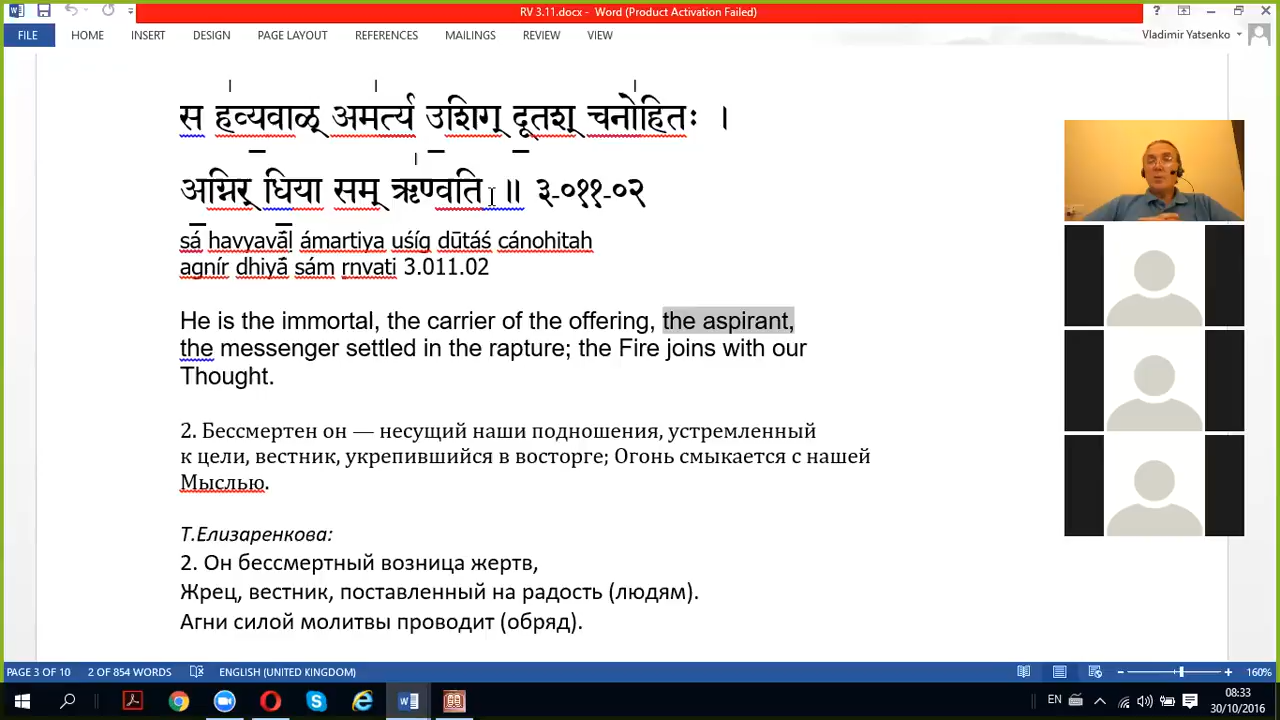 RV 3.11.docx - Word (Product Activation Failed)
FILE HOME INSERT DESIGN PAGE LAYOUT REFERENCES MAILINGS REVIEW VIEW Vladimir Yatsenko
स हव्यवाळ् अमर्त्य उशिग् दूतश् चनोहितः ।
अग्निर् धिया सम् ऋण्वति ॥ ३-०११-०२
sá havyavā́ḷ ámartiya uśíg dūtáś cánohitaḥ
agnír dhiyā́ sám r̥ṇvati 3.011.02
He is the immortal, the carrier of the offering, the aspirant,
the messenger settled in the rapture; the Fire joins with our
Thought.
2. Бессмертен он — несущий наши подношения, устремленный
к цели, вестник, укрепившийся в восторге; Огонь смыкается с нашей
Мыслью.
Т.Елизаренкова:
2. Он бессмертный возница жертв,
Жрец, вестник, поставленный на радость (людям).
Агни силой молитвы проводит (обряд).
PAGE 3 OF 10 2 OF 854 WORDS ENGLISH (UNITED KINGDOM) 160%
EN 08:33
30/10/2016